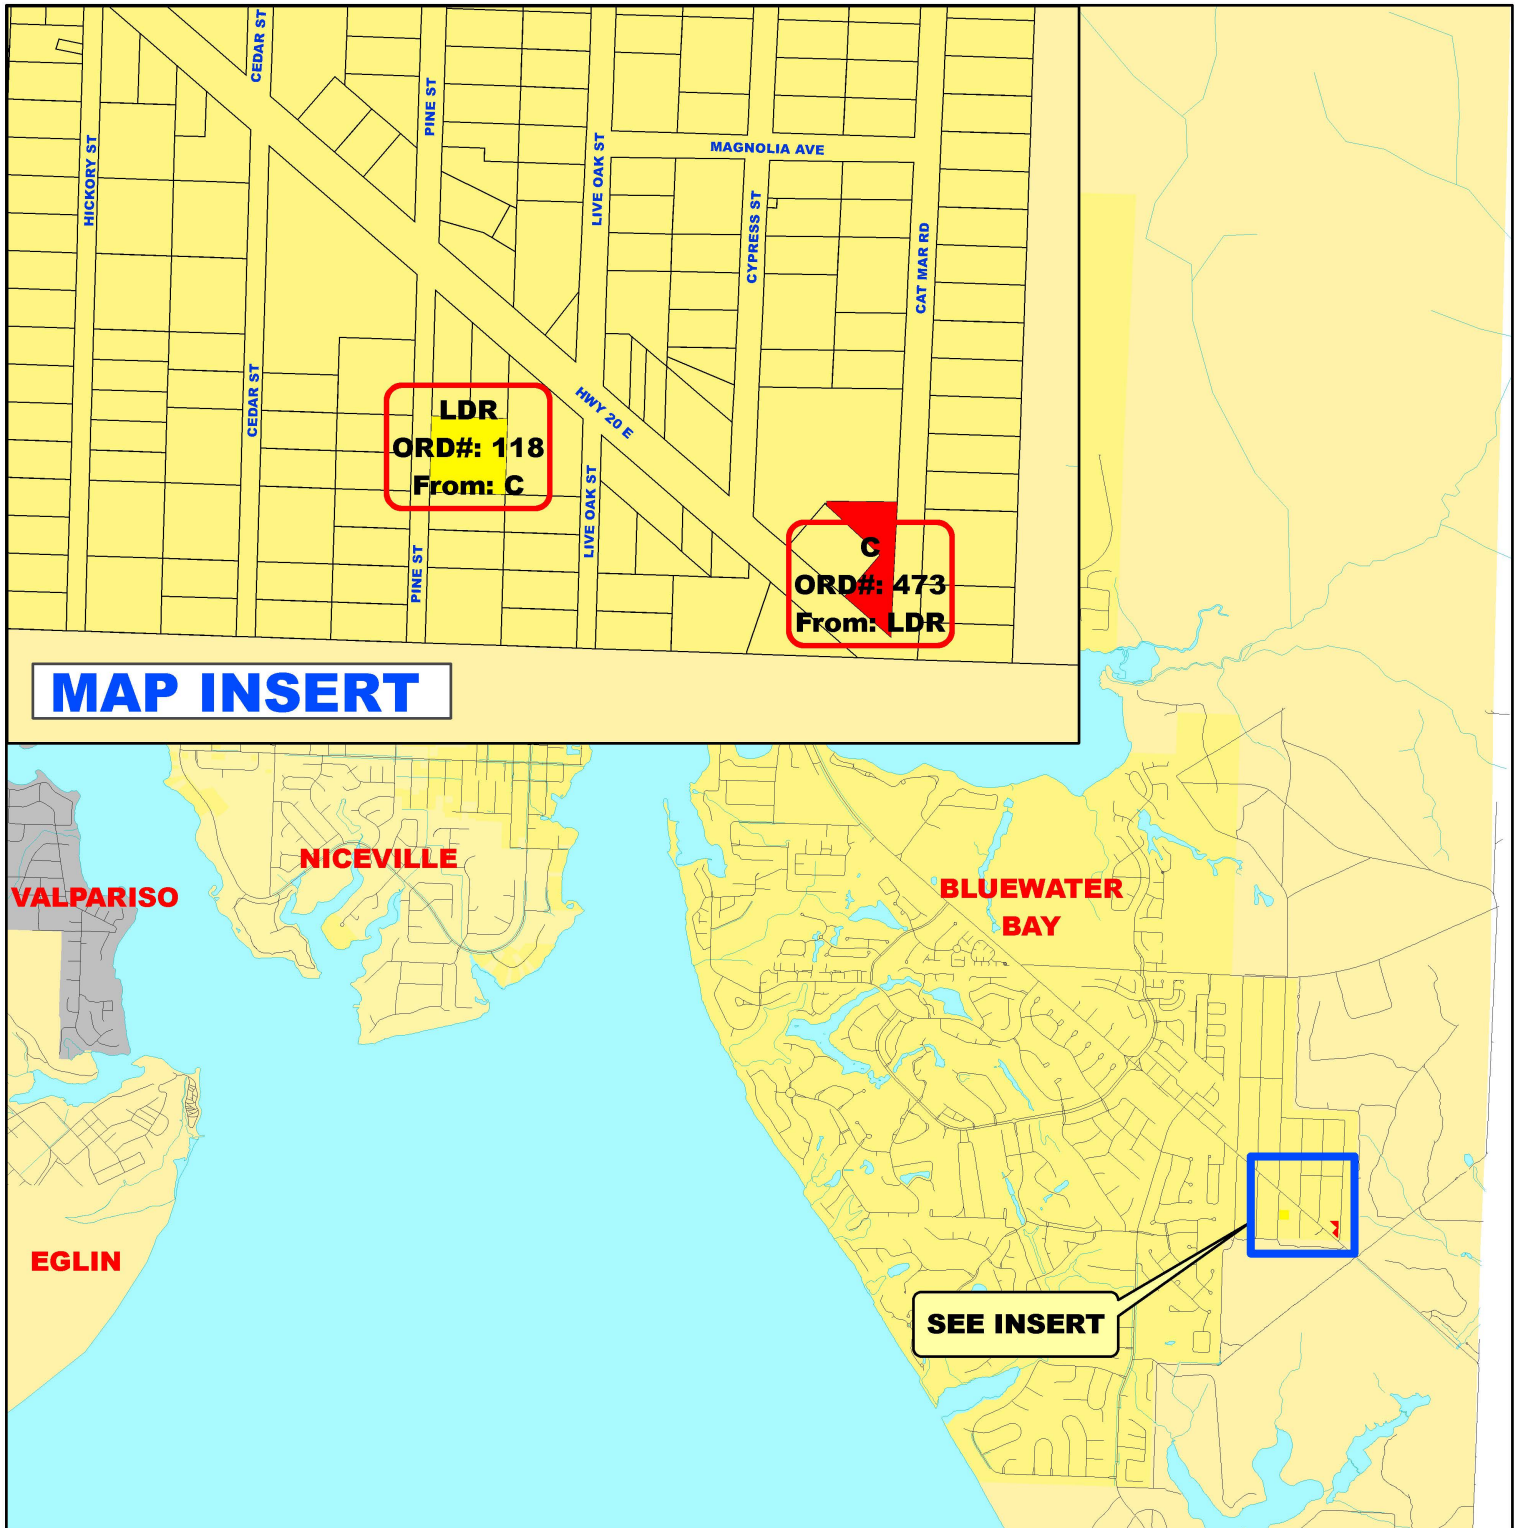 CEDAR ST
PINE ST
HICKORY ST
LIVE OAK ST
MAGNOLIA AVE
CYPRESS ST
CAT MAR RD
CEDAR ST
HWY 20 E
LDR
ORD#: 118
From: C
LIVE OAK ST
PINE ST
C
ORD#: 473
From: LDR
MAP INSERT
NICEVILLE
VALPARISO
BLUEWATER
BAY
EGLIN
SEE INSERT